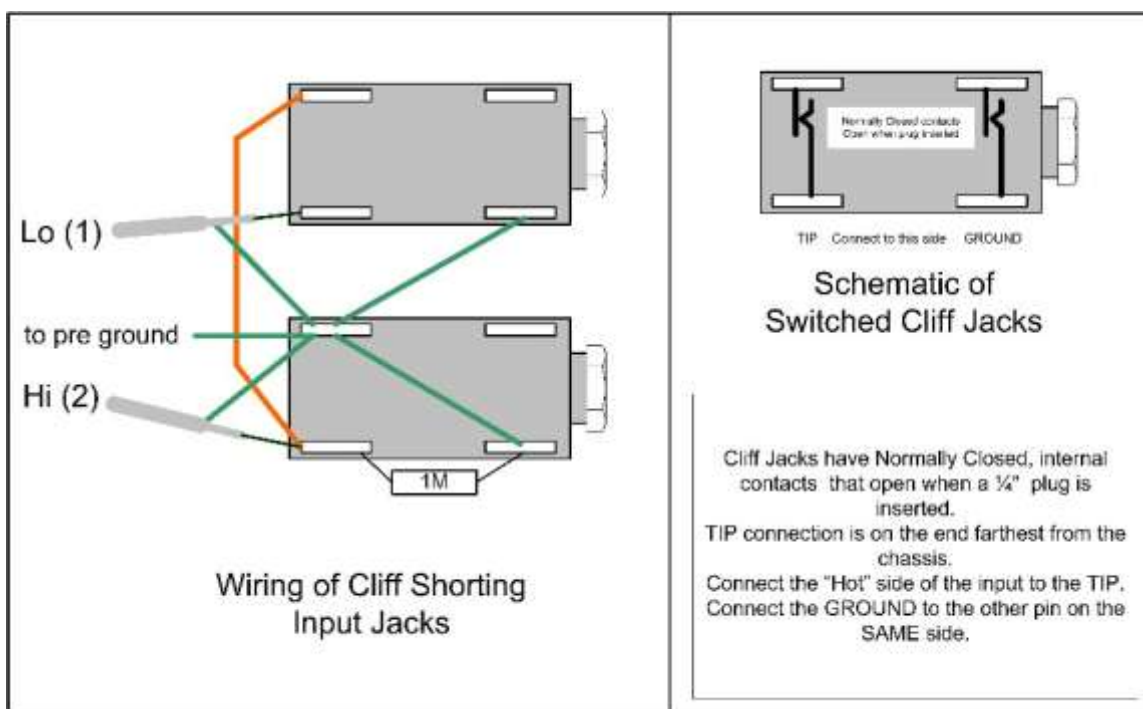 Lo (1)
to pre ground
Hi (2)
1M
Wiring of Cliff Shorting
Input Jacks
Normally Closed contacts
Open when plug inserted
TIP Connect to this side GROUND
Schematic of
Switched Cliff Jacks
Cliff Jacks have Normally Closed, internal
contacts that open when a ¼" plug is
inserted.
TIP connection is on the end farthest from the
chassis.
Connect the “Hot” side of the input to the TIP.
Connect the GROUND to the other pin on the
SAME side.